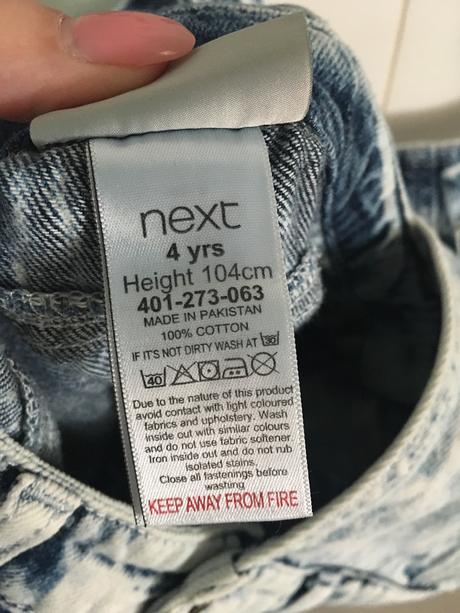 next
4 yrs
Height 104cm
401-273-063
MADE IN PAKISTAN
100% COTTON
IF IT'S NOT DIRTY WASH AT 30
40
Due to the nature of this product
avoid contact with light coloured
fabrics and upholstery. Wash
inside out with similar colours
and do not use fabric softener.
Iron inside out and do not rub
isolated stains.
Close all fastenings before
washing
KEEP AWAY FROM FIRE